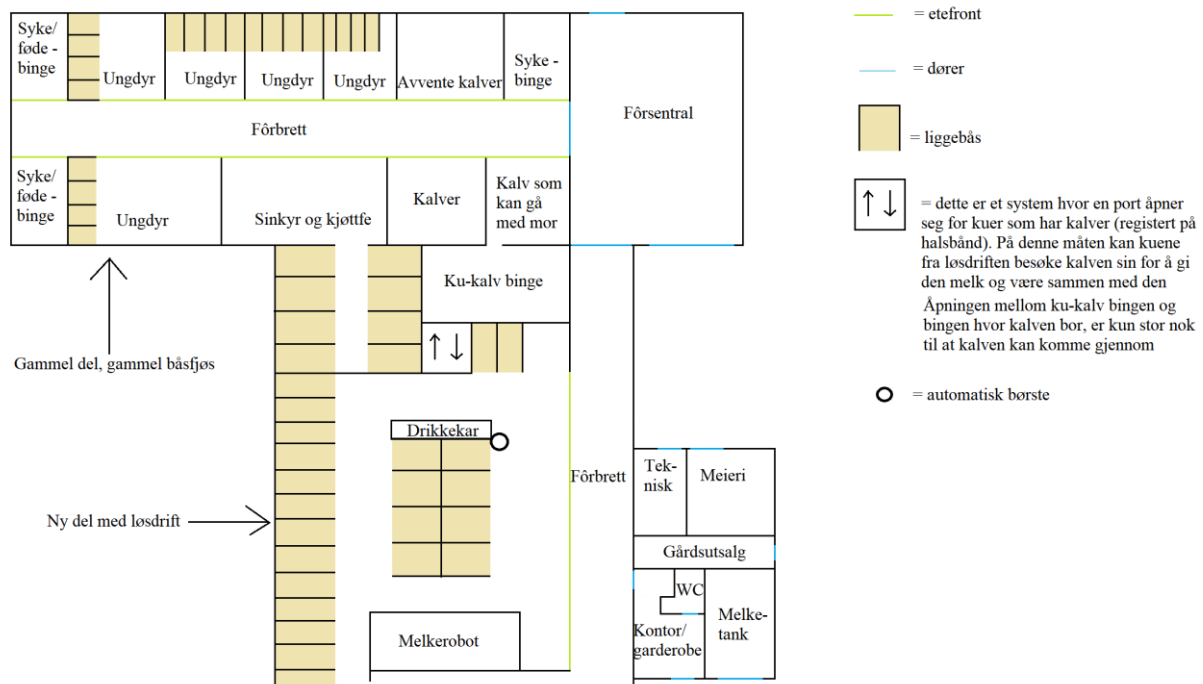 Syke/
føde -
binge
Ungdyr
Ungdyr
Ungdyr
Ungdyr
Avvente kalver
Syke -
binge
Fôrsentral
Fôrbrett
Syke/
føde -
binge
Ungdyr
Sinkyr og kjøttfe
Kalver
Kalv som
kan gå
med mor
Ku-kalv binge
Gammel del, gammel båsfjøs
Drikkekar
Ny del med løsdrift
Fôrbrett
Tek-
nisk
Meieri
Gårdsutsalg
WC
Kontor/
garderobe
Melke-
tank
Melkerobot
= etefront
= dører
= liggebås
= dette er et system hvor en port åpner
seg for kuer som har kalver (registert på
halsbånd). På denne måten kan kuene
fra løsdriften besøke kalven sin for å gi
den melk og være sammen med den
Åpningen mellom ku-kalv bingen og
bingen hvor kalven bor, er kun stor nok
til at kalven kan komme gjennom
= automatisk børste